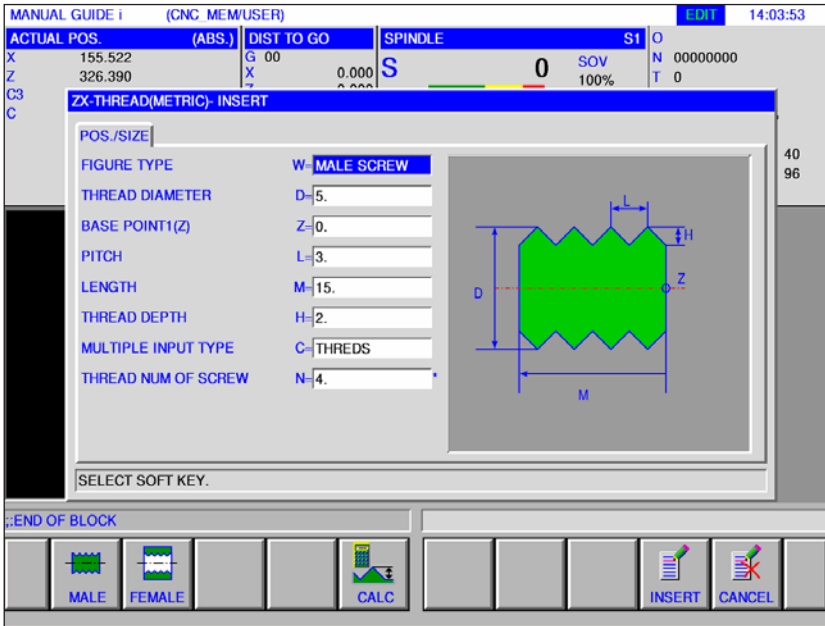 MANUAL GUIDE i (CNC_MEM/USER) EDIT 14:03:53
ACTUAL POS. (ABS.) DIST TO GO SPINDLE S1 O
X 155.522 G 00 S 0 SOV N 00000000
Z 326.390 X 0.000 100% T 0
C3
C
ZX-THREAD(METRIC)- INSERT
POS./SIZE
FIGURE TYPE W= MALE SCREW
THREAD DIAMETER D= 5.
BASE POINT1(Z) Z= 0.
PITCH L= 3.
LENGTH M= 15.
THREAD DEPTH H= 2.
MULTIPLE INPUT TYPE C= THREDS
THREAD NUM OF SCREW N= 4. *
L
H
D
Z
M
40
96
SELECT SOFT KEY.
;:END OF BLOCK
MALE FEMALE CALC INSERT CANCEL